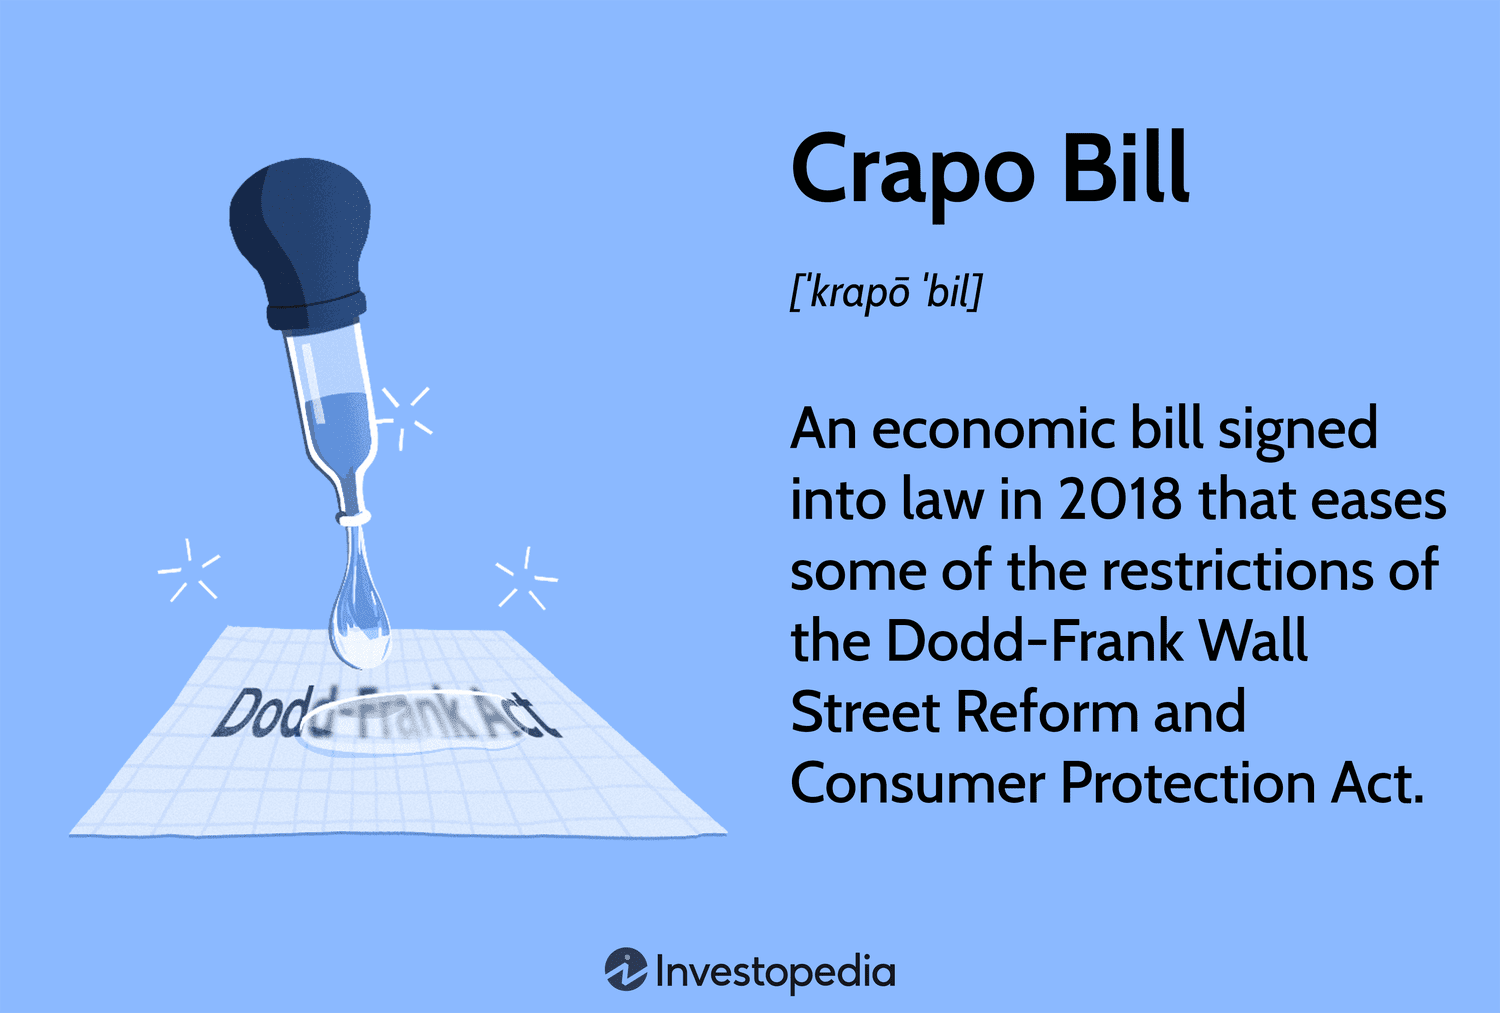 Crapo Bill
[ˈkrapō ˈbil]
An economic bill signed
into law in 2018 that eases
some of the restrictions of
the Dodd-Frank Wall
Street Reform and
Consumer Protection Act.
Dodd-Frank Act
Investopedia